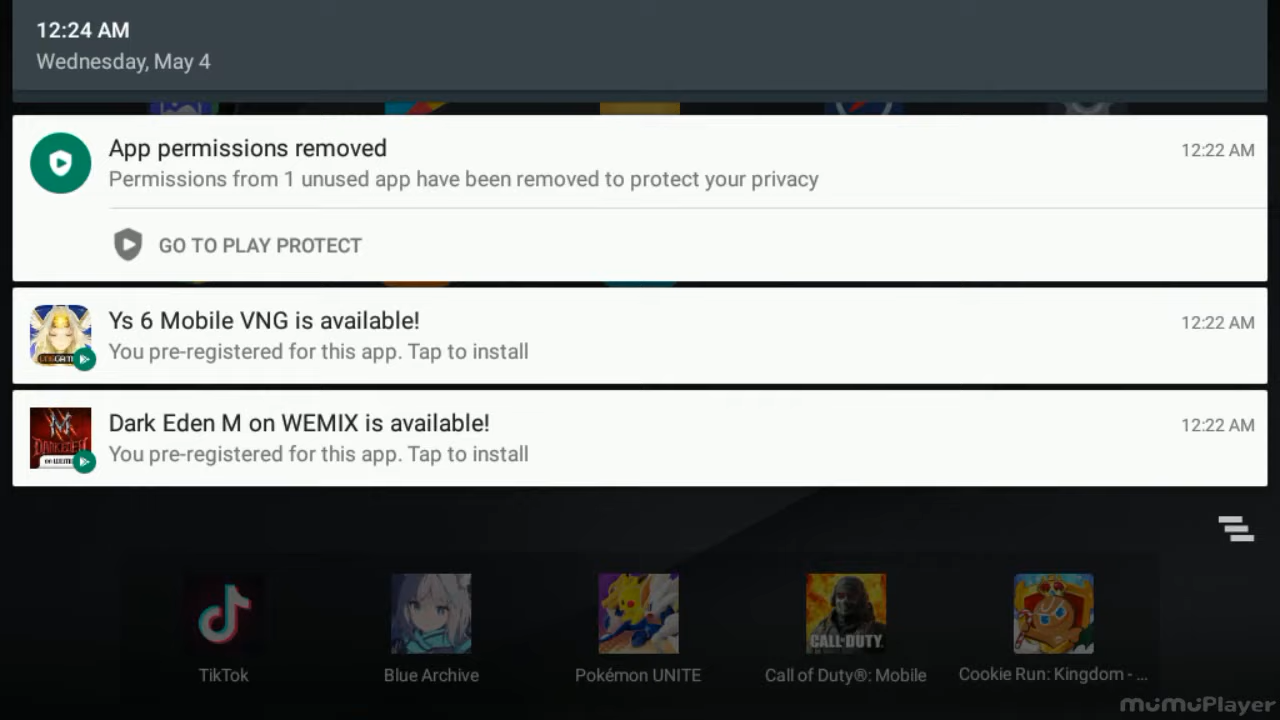 12:24 AM
Wednesday, May 4
App permissions removed
12:22 AM
Permissions from 1 unused app have been removed to protect your privacy
GO TO PLAY PROTECT
Ys 6 Mobile VNG is available!
12:22 AM
You pre-registered for this app. Tap to install
Dark Eden M on WEMIX is available!
12:22 AM
You pre-registered for this app. Tap to install
CALL OF DUTY
TikTok
Blue Archive
Pokémon UNITE
Call of Duty®: Mobile
Cookie Run: Kingdom - ...
MuMuPlayer